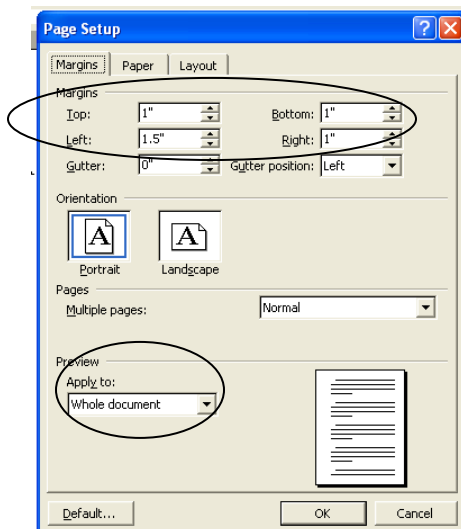 Page Setup
Margins Paper Layout
Margins
Top: 1" Bottom: 1"
Left: 1.5" Right: 1"
Gutter: 0" Gutter position: Left
Orientation
A A
Portrait Landscape
Pages
Multiple pages: Normal
Preview
Apply to:
Whole document
Default... OK Cancel